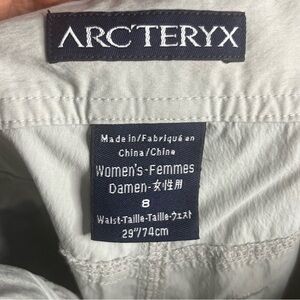 ARC'TERYX
Made in/Fabriqué en
China/Chine
Women's-Femmes
Damen-女性用
8
Waist-Taille-Taille-ウェスト
29"/74cm